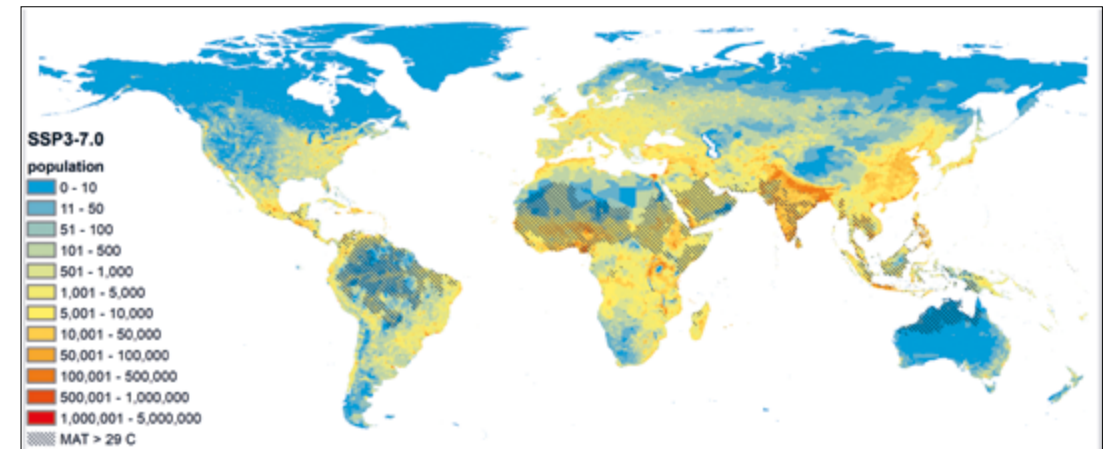 SSP3-7.0
population
0 - 10
11 - 50
51 - 100
101 - 500
501 - 1,000
1,001 - 5,000
5,001 - 10,000
10,001 - 50,000
50,001 - 100,000
100,001 - 500,000
500,001 - 1,000,000
1,000,001 - 5,000,000
MAT > 29 C